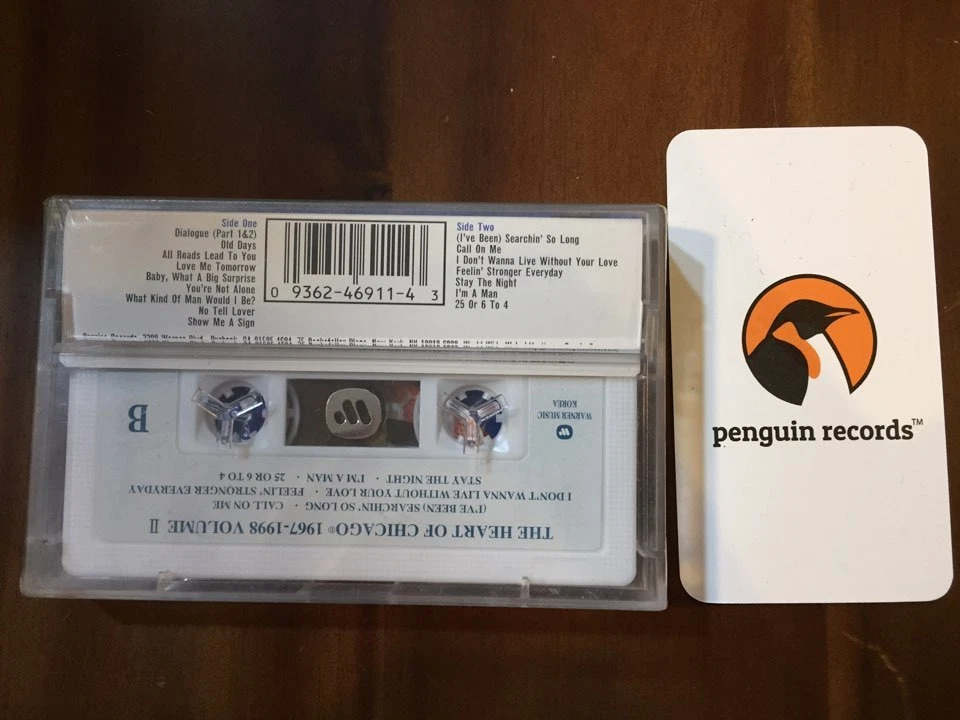 Side One
Dialogue (Part 1&2)
Old Days
All Roads Lead To You
Love Me Tomorrow
Baby, What A Big Surprise
You're Not Alone
What Kind Of Man Would I Be?
No Tell Lover
Show Me A Sign
0 9362-46911-4 3
Side Two
(I've Been) Searchin' So Long
Call On Me
I Don't Wanna Live Without Your Love
Feelin' Stronger Everyday
Stay The Night
I'm A Man
25 Or 6 To 4
THE HEART OF CHICAGO® 1967-1998 VOLUME II
(I'VE BEEN) SEARCHIN' SO LONG · CALL ON ME
I DON'T WANNA LIVE WITHOUT YOUR LOVE · FEELIN' STRONGER EVERYDAY
STAY THE NIGHT · I'M A MAN · 25 OR 6 TO 4
B
WARNER MUSIC
KOREA
penguin records™